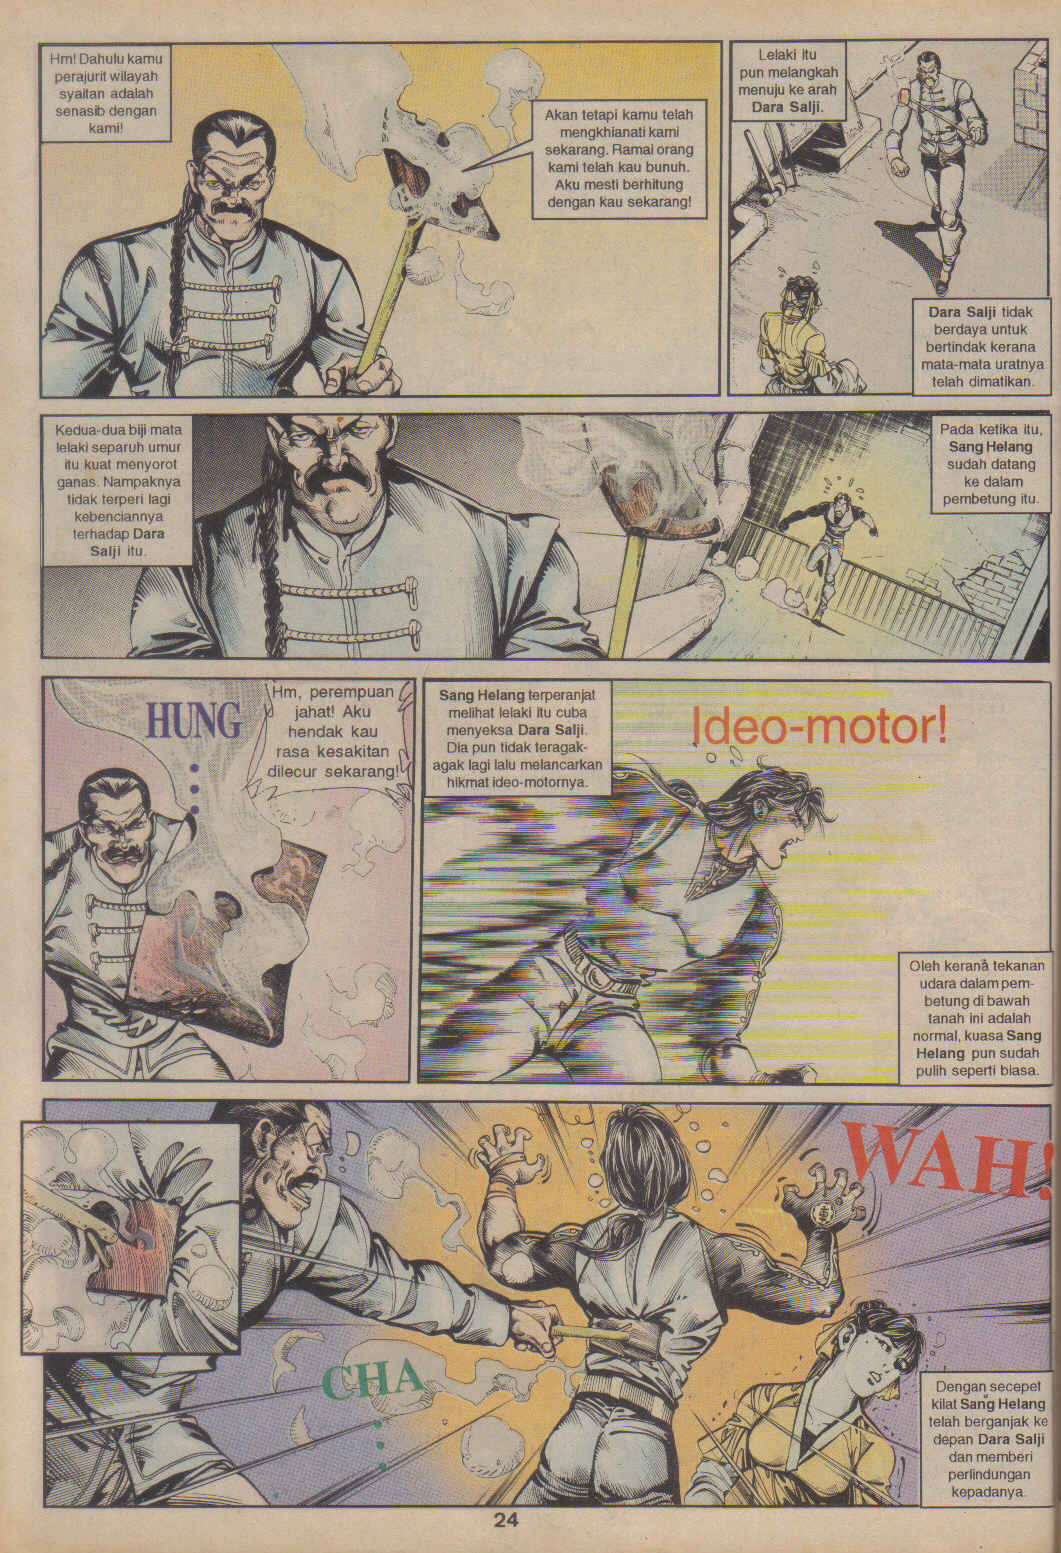 Hm! Dahulu kamu
perajurit wilayah
syaitan adalah
senasib dengan
kami!
Akan tetapi kamu telah
mengkhianati kami
sekarang. Ramai orang
kami telah kau bunuh.
Aku mesti berhitung
dengan kau sekarang!
Lelaki itu
pun melangkah
menuju ke arah
Dara Salji.
Dara Salji tidak
berdaya untuk
bertindak kerana
mata-mata uratnya
telah dimatikan.
Kedua-dua biji mata
lelaki separuh umur
itu kuat menyorot
ganas. Nampaknya
tidak terperi lagi
kebenciannya
terhadap Dara
Salji itu.
Pada ketika itu,
Sang Helang
sudah datang
ke dalam
pembetung itu.
HUNG
Hm, perempuan
jahat! Aku
hendak kau
rasa kesakitan
dilecur sekarang!
Sang Helang terperanjat
melihat lelaki itu cuba
menyeksa Dara Salji.
Dia pun tidak teragak-
agak lagi lalu melancarkan
hikmat ideo-motornya.
Ideo-motor!
Oleh kerana tekanan
udara dalam pem-
betung di bawah
tanah ini adalah
normal, kuasa Sang
Helang pun sudah
pulih seperti biasa.
WAH!
CHA
Dengan secepet
kilat Sang Helang
telah berganjak ke
depan Dara Salji
dan memberi
perlindungan
kepadanya.
24